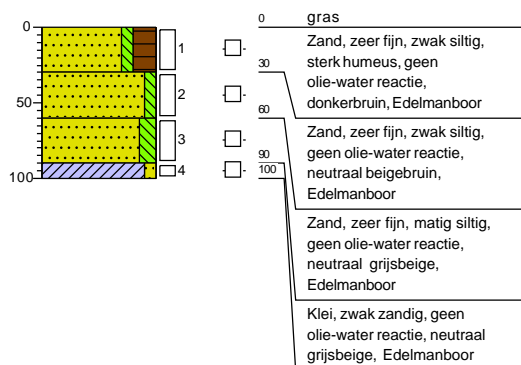 0
50
100
1
2
3
4
0 gras
Zand, zeer fijn, zwak siltig,
sterk humeus, geen
olie-water reactie,
donkerbruin, Edelmanboor
30
Zand, zeer fijn, zwak siltig,
geen olie-water reactie,
neutraal beigebruin,
Edelmanboor
60
Zand, zeer fijn, matig siltig,
geen olie-water reactie,
neutraal grijsbeige,
Edelmanboor
90
100
Klei, zwak zandig, geen
olie-water reactie, neutraal
grijsbeige, Edelmanboor